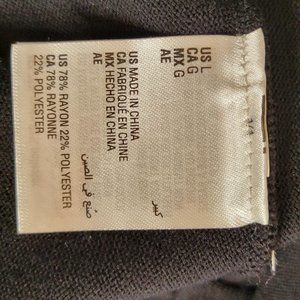 US L
CA G
MX G
AE كبير
US MADE IN CHINA
CA FABRIQUÉ EN CHINE
MX HECHO EN CHINA
AE صنع في الصين
US 78% RAYON 22% POLYESTER
CA 78% RAYONNE
22% POLYESTER